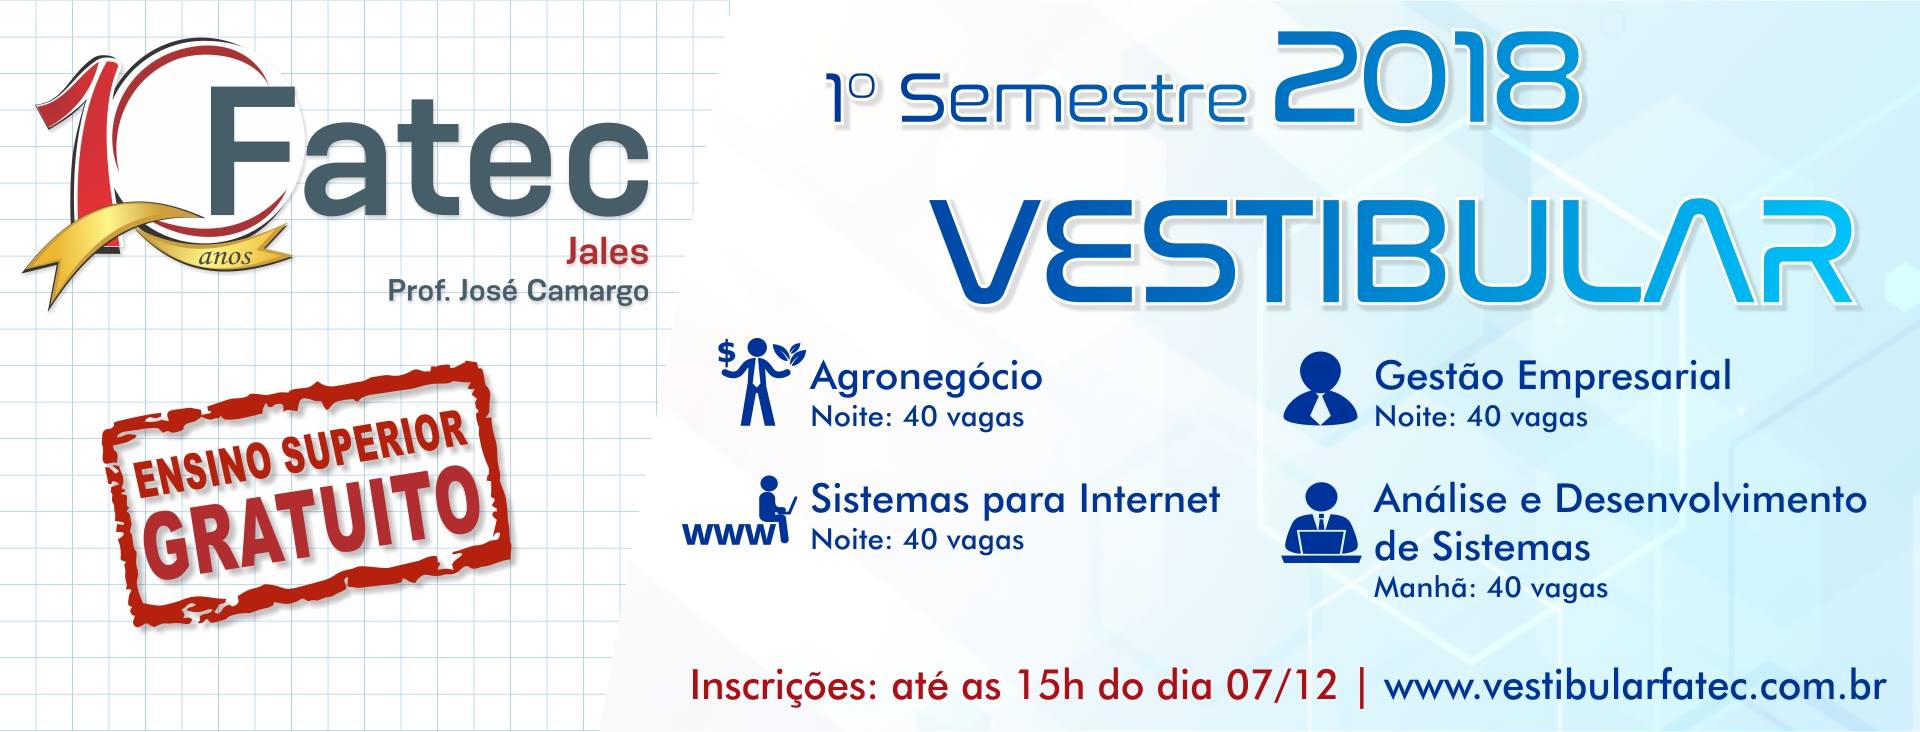 10 Fatec
anos
Jales
Prof. José Camargo
ENSINO SUPERIOR
GRATUITO
1º Semestre 2018
VESTIBULAR
$
Agronegócio
Noite: 40 vagas
Gestão Empresarial
Noite: 40 vagas
www
Sistemas para Internet
Noite: 40 vagas
Análise e Desenvolvimento
de Sistemas
Manhã: 40 vagas
Inscrições: até as 15h do dia 07/12 | www.vestibularfatec.com.br